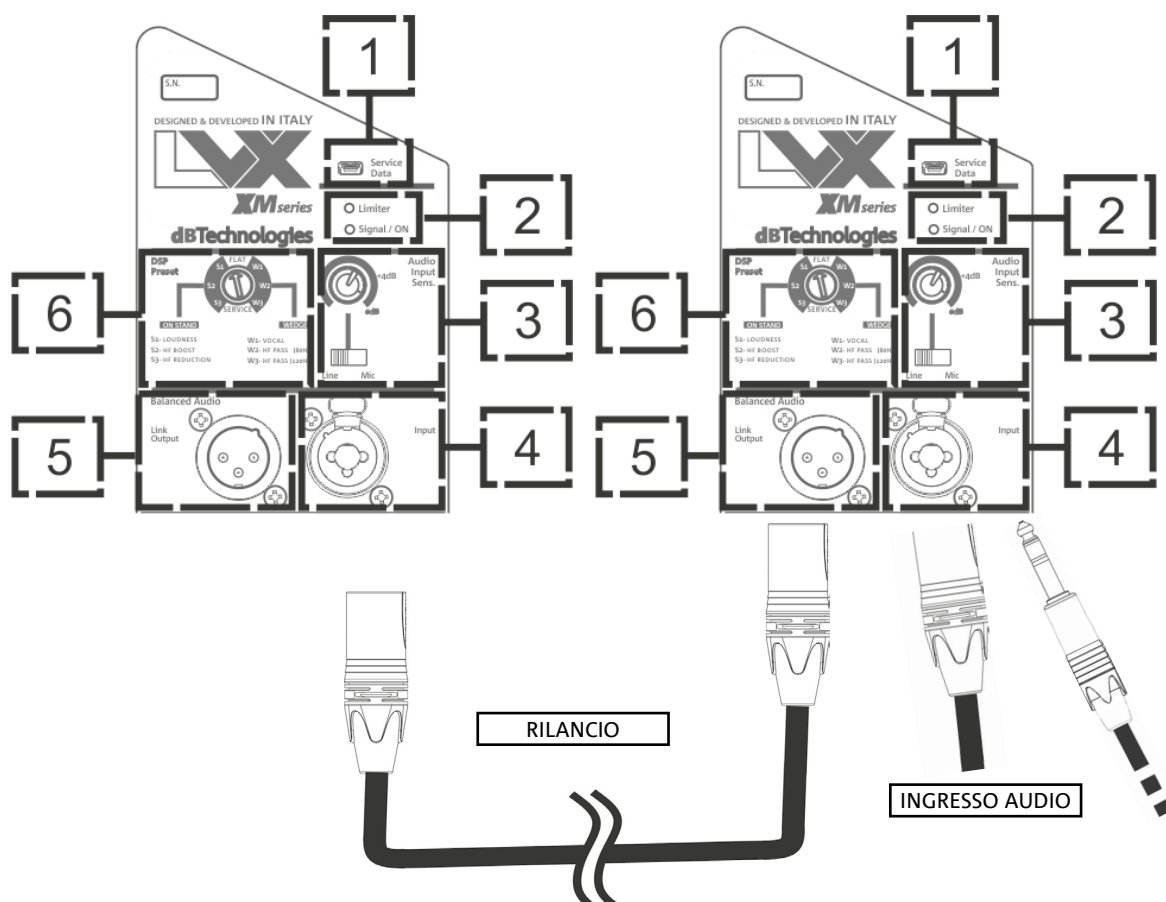 1
S.N.
DESIGNED & DEVELOPED IN ITALY
LVX
XM series
dBTechnologies
Service
Data
Limiter
Signal / ON
2
DSP
Preset
FLAT
S1
W1
S2
W2
S3
W3
SERVICE
ON STAND
WEDGE
S1- LOUDNESS
W1- VOCAL
S2- HF BOOST
W2- HF PASS [80H
S3- HF REDUCTION
W3- HF PASS [120H
6
Audio
Input
Sens.
+4dB
Line
Mic
3
Balanced Audio
Link
Output
5
Input
4
1
S.N.
DESIGNED & DEVELOPED IN ITALY
LVX
XM series
dBTechnologies
Service
Data
Limiter
Signal / ON
2
DSP
Preset
FLAT
S1
W1
S2
W2
S3
W3
SERVICE
ON STAND
WEDGE
S1- LOUDNESS
W1- VOCAL
S2- HF BOOST
W2- HF PASS [80H
S3- HF REDUCTION
W3- HF PASS [120H
6
Audio
Input
Sens.
+4dB
Line
Mic
3
Balanced Audio
Link
Output
5
Input
4
RILANCIO
INGRESSO AUDIO